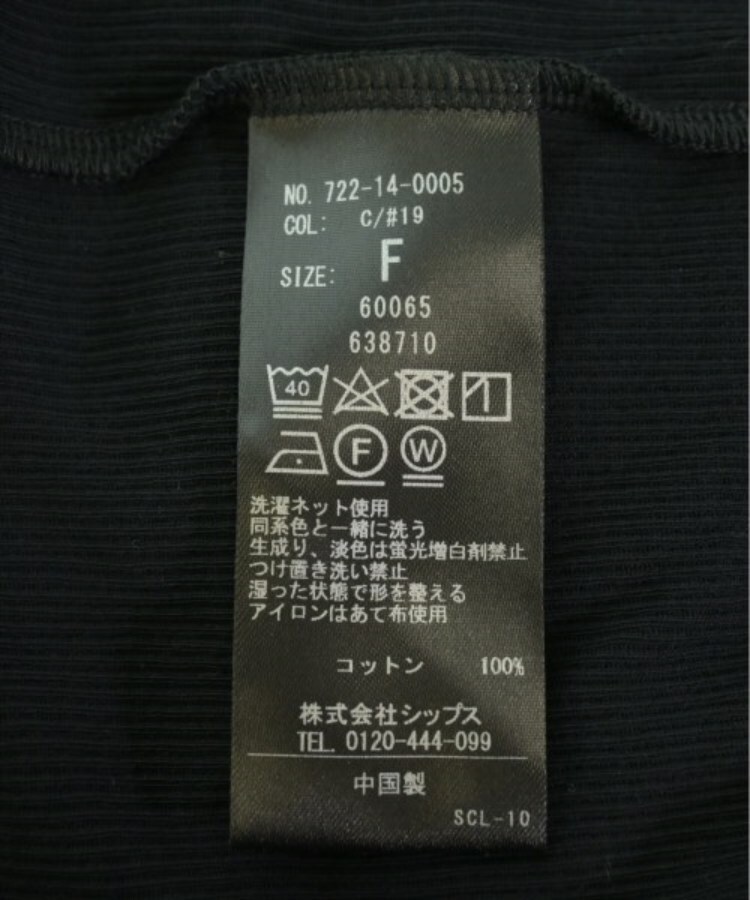 NO. 722-14-0005
COL: C/#19
SIZE: F
60065
638710
40
F W
洗濯ネット使用
同系色と一緒に洗う
生成り、淡色は蛍光増白剤禁止
つけ置き洗い禁止
湿った状態で形を整える
アイロンはあて布使用
コットン 100%
株式会社シップス
TEL. 0120-444-099
中国製
SCL-10